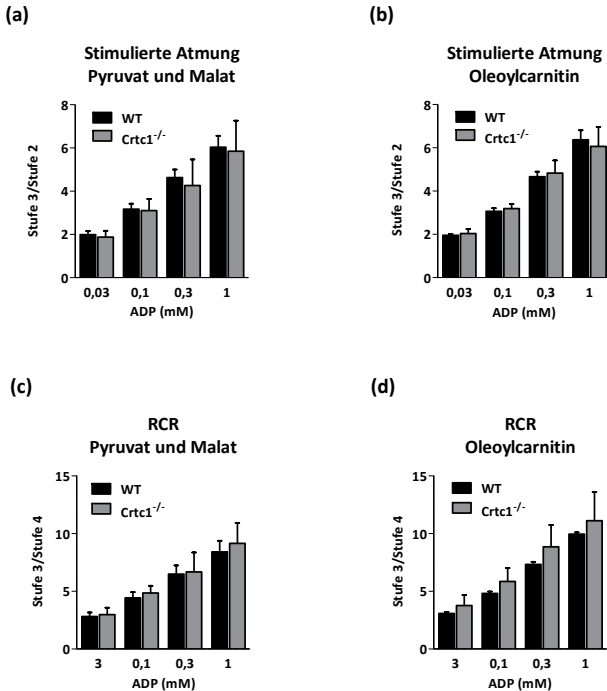 (a)
Stimulierte Atmung
Pyruvat und Malat
8
6
4
2
0
Stufe 3/Stufe 2
WT
Crtc1-/-
0,03 0,1 0,3 1
ADP (mM)
(b)
Stimulierte Atmung
Oleoylcarnitin
8
6
4
2
0
Stufe 3/Stufe 2
WT
Crtc1-/-
0,03 0,1 0,3 1
ADP (mM)
(c)
RCR
Pyruvat und Malat
15
10
5
0
Stufe 3/Stufe 4
WT
Crtc1-/-
3 0,1 0,3 1
ADP (mM)
(d)
RCR
Oleoylcarnitin
15
10
5
0
Stufe 3/Stufe 4
WT
Crtc1-/-
3 0,1 0,3 1
ADP (mM)